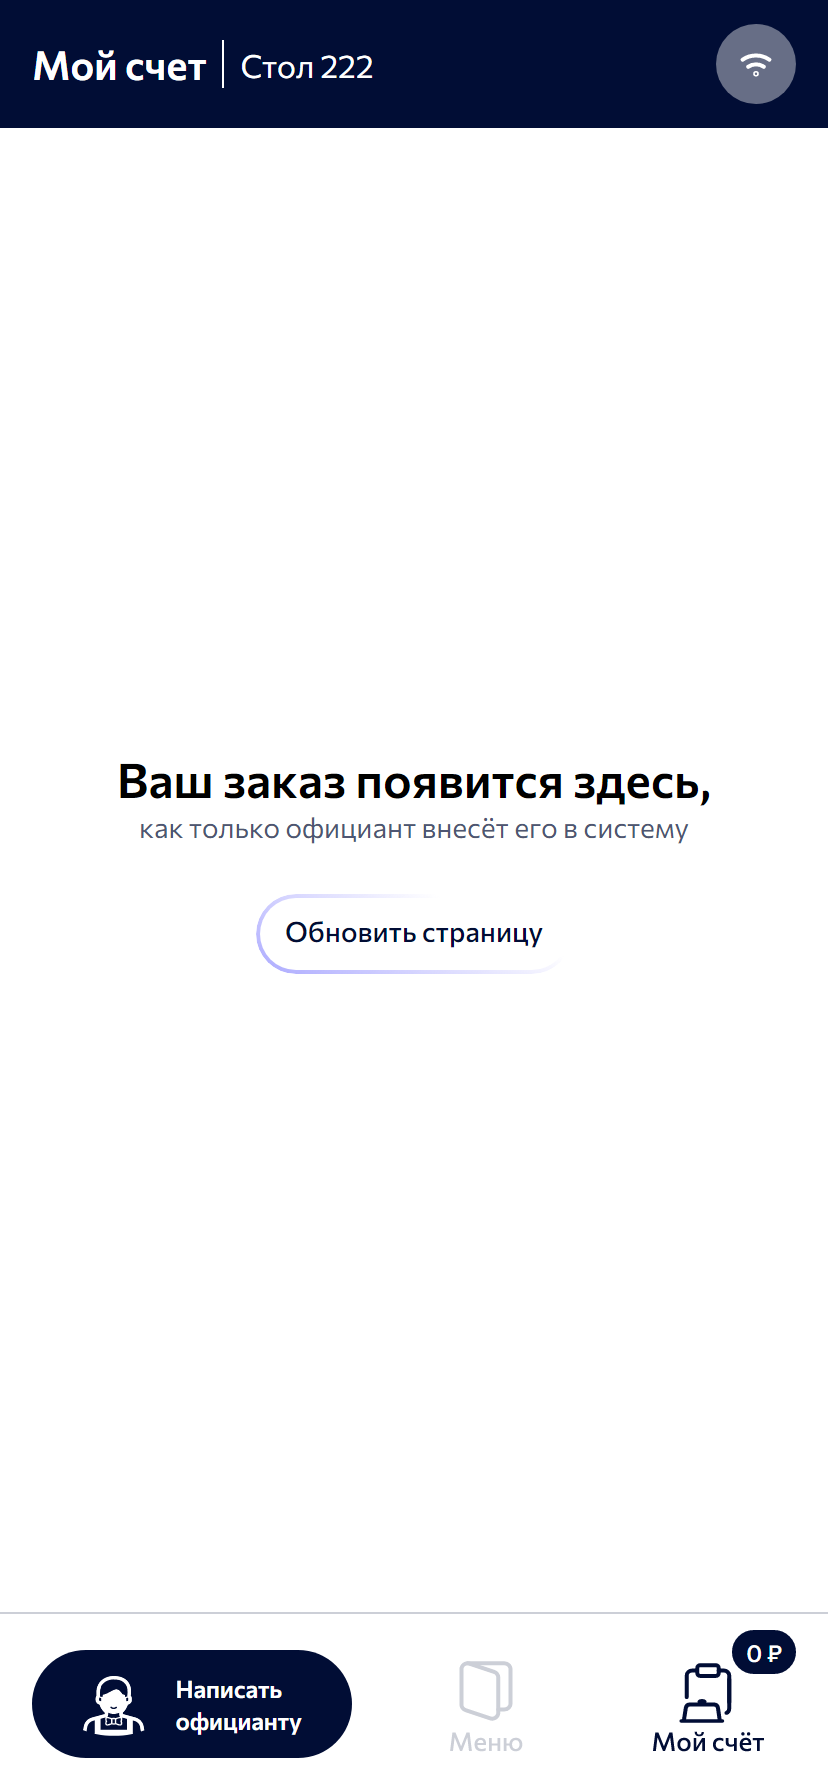 Мой счет
Стол 222
Ваш заказ появится здесь,
как только официант внесёт его в систему
Обновить страницу
Написать
официанту
Меню
0 ₽
Мой счёт